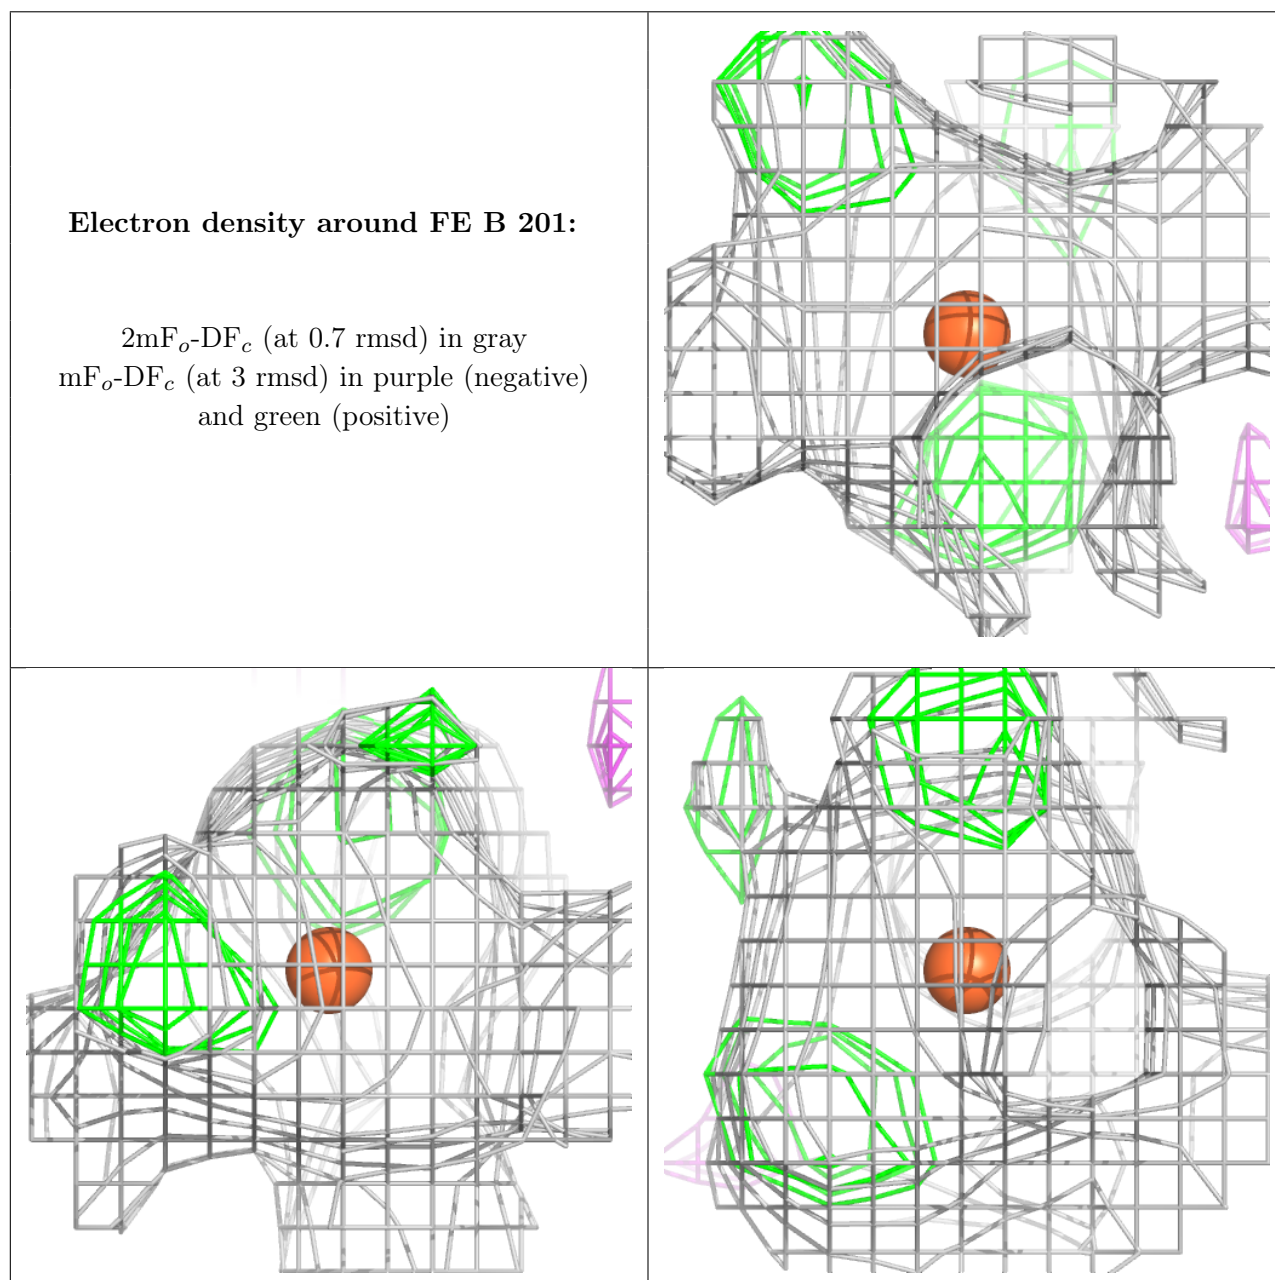 Electron density around FE B 201:
2mFo-DFc (at 0.7 rmsd) in gray
mFo-DFc (at 3 rmsd) in purple (negative)
and green (positive)